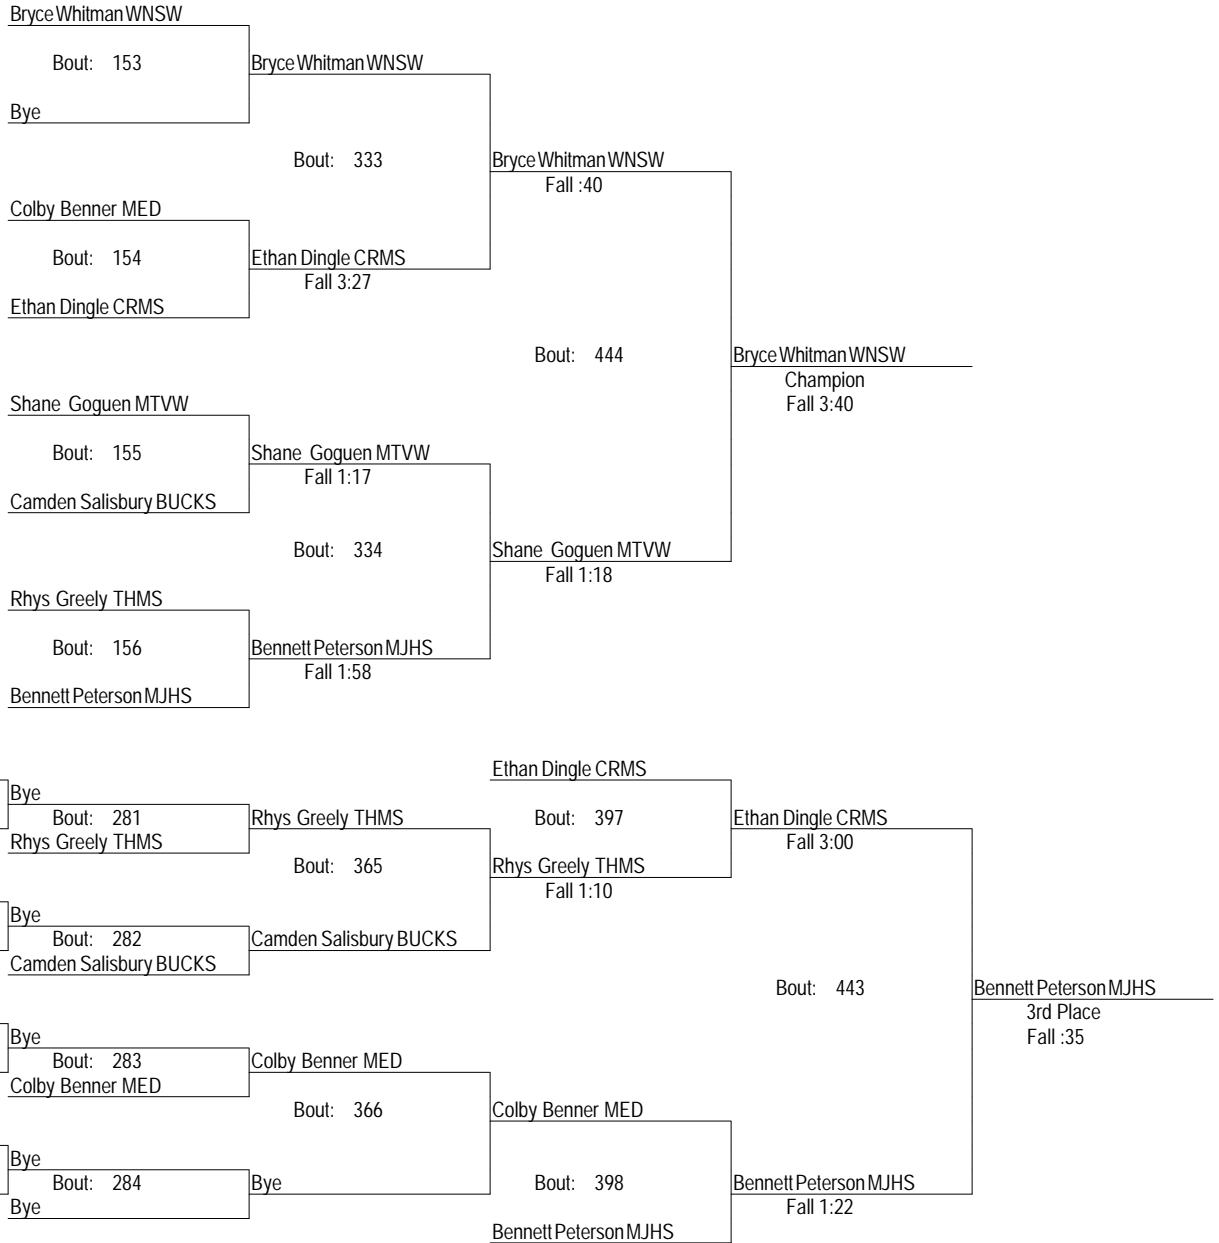 Bryce Whitman WNSW
Bout: 153
Bryce Whitman WNSW
Bye
Bout: 333
Bryce Whitman WNSW
Fall :40
Colby Benner MED
Bout: 154
Ethan Dingle CRMS
Fall 3:27
Ethan Dingle CRMS
Bout: 444
Bryce Whitman WNSW
Champion
Fall 3:40
Shane Goguen MTVW
Bout: 155
Shane Goguen MTVW
Fall 1:17
Camden Salisbury BUCKS
Bout: 334
Shane Goguen MTVW
Fall 1:18
Rhys Greely THMS
Bout: 156
Bennett Peterson MJHS
Fall 1:58
Bennett Peterson MJHS
Ethan Dingle CRMS
Bye
Bout: 281
Rhys Greely THMS
Bout: 397
Ethan Dingle CRMS
Rhys Greely THMS
Fall 3:00
Bout: 365
Rhys Greely THMS
Fall 1:10
Bye
Bout: 282
Camden Salisbury BUCKS
Camden Salisbury BUCKS
Bout: 443
Bennett Peterson MJHS
3rd Place
Fall :35
Bye
Bout: 283
Colby Benner MED
Colby Benner MED
Bout: 366
Colby Benner MED
Bye
Bout: 284
Bye
Bout: 398
Bennett Peterson MJHS
Bye
Fall 1:22
Bennett Peterson MJHS